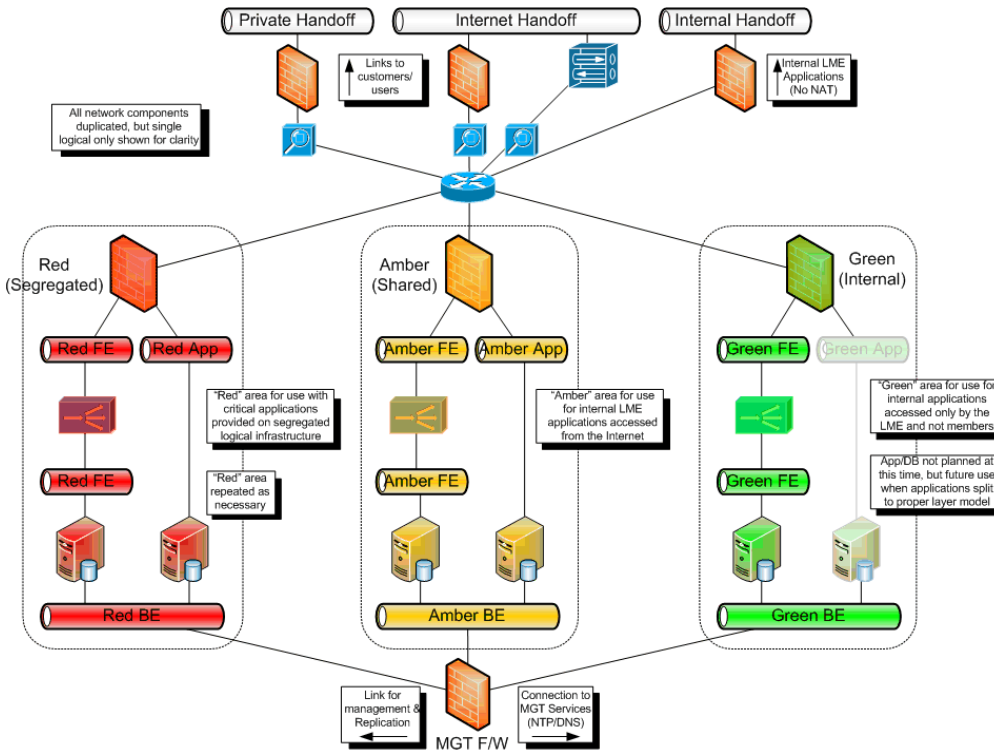 Private Handoff
Internet Handoff
Internal Handoff
Links to
customers/
users
Internal LME
Applications
(No NAT)
All network components
duplicated, but single
logical only shown for clarity
Red
(Segregated)
Amber
(Shared)
Green
(Internal)
Red FE
Red App
Amber FE
Amber App
Green FE
Green App
"Red" area for use with
critical applications
provided on segregated
logical infrastructure
"Amber" area for use
for internal LME
applications accessed
from the Internet
"Green" area for use for
internal applications
accessed only by the
LME and not members
Red FE
"Red" area
repeated as
necessary
Amber FE
Green FE
App/DB not planned at
this time, but future use
when applications split
to proper layer model
Red BE
Amber BE
Green BE
Link for
management &
Replication
MGT F/W
Connection to
MGT Services
(NTP/DNS)